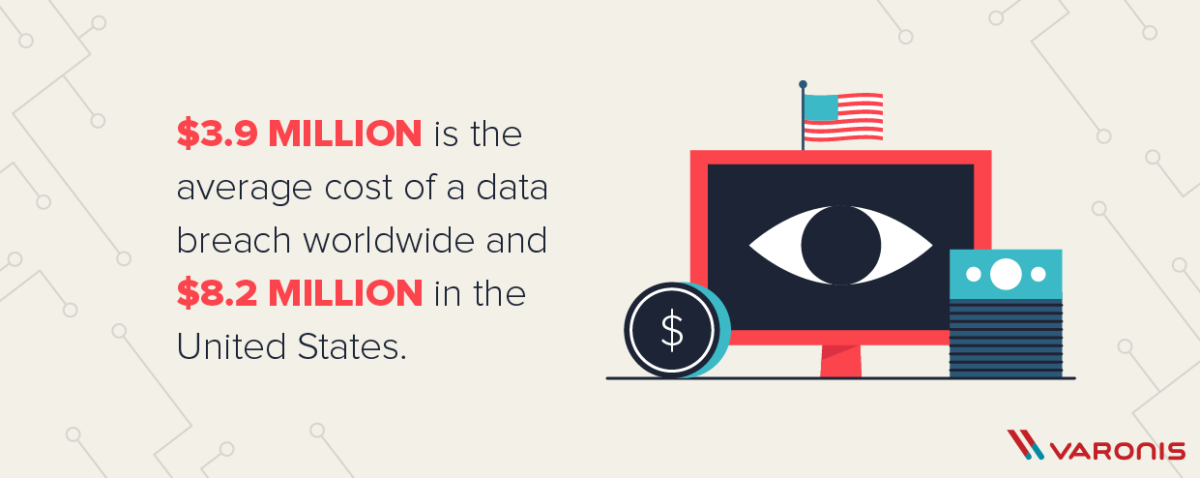 $3.9 MILLION is the
average cost of a data
breach worldwide and
$8.2 MILLION in the
United States.
$
VARONIS